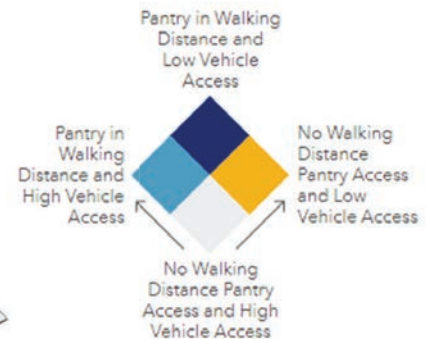 Pantry in Walking
Distance and
Low Vehicle
Access
Pantry in
Walking
Distance and
High Vehicle
Access
No Walking
Distance
Pantry Access
and Low
Vehicle Access
No Walking
Distance Pantry
Access and High
Vehicle Access